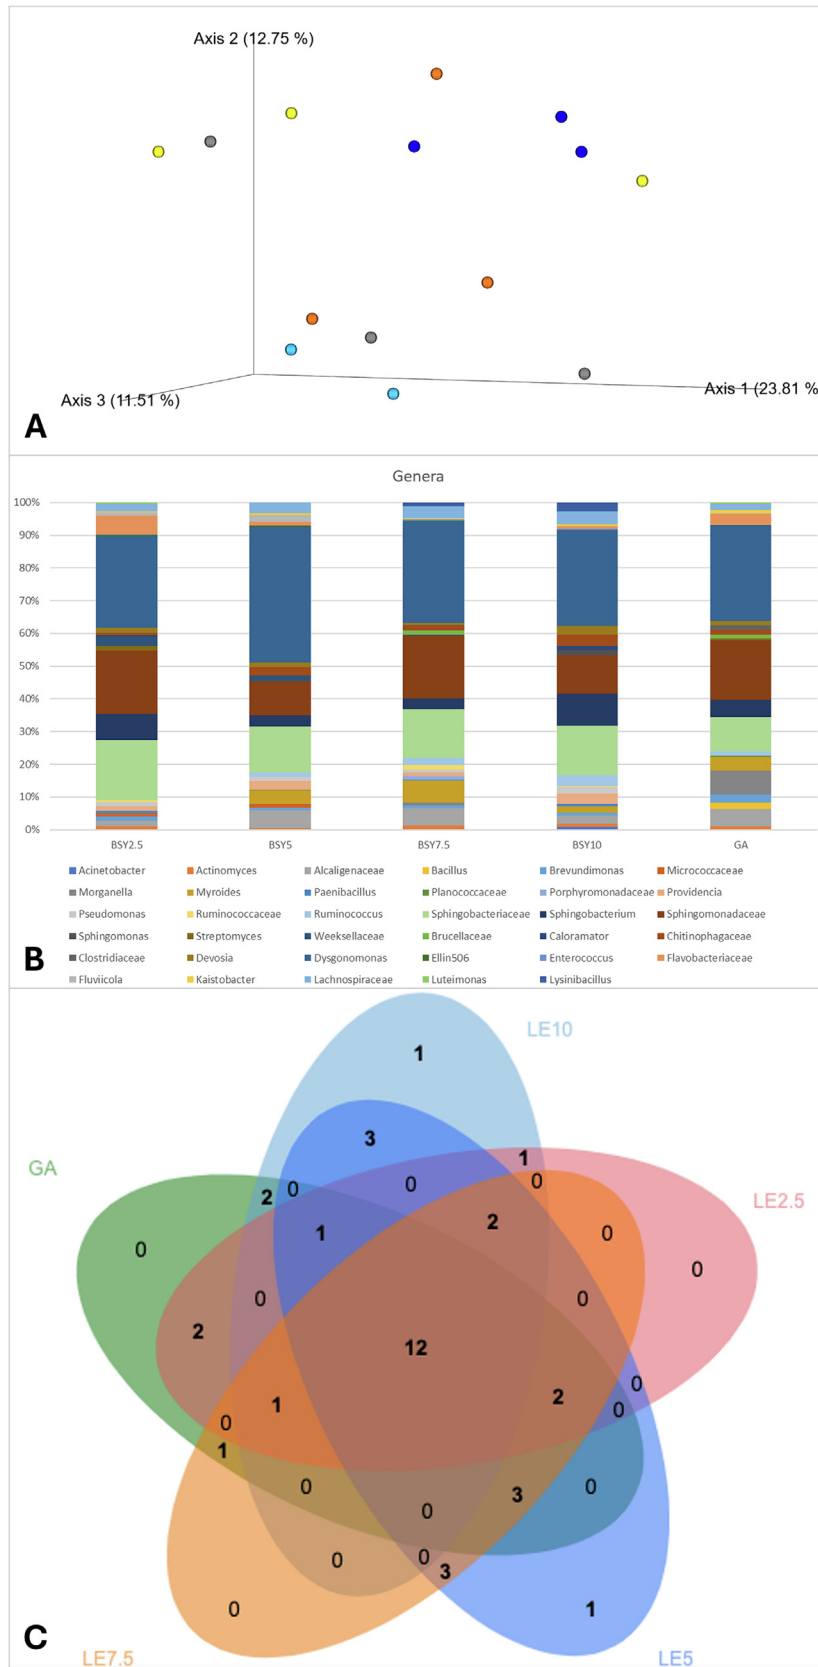 Axis 2 (12.75 %)
Axis 3 (11.51 %)
Axis 1 (23.81 %
A
Genera
100%
90%
80%
70%
60%
50%
40%
30%
20%
10%
0%
BSY2.5 BSY5 BSY7.5 BSY10 GA
Acinetobacter Actinomyces Alcaligenaceae Bacillus Brevundimonas Micrococcaceae
Morganella Myroides Paenibacillus Planococcaceae Porphyromonadaceae Providencia
Pseudomonas Ruminococcaceae Ruminococcus Sphingobacteriaceae Sphingobacterium Sphingomonadaceae
Sphingomonas Streptomyces Weeksellaceae Brucellaceae Caloramator Chitinophagaceae
Clostridiaceae Devosia Dysgonomonas Ellin506 Enterococcus Flavobacteriaceae
Fluviicola Kaistobacter Lachnospiraceae Luteimonas Lysinibacillus
B
LE10
1
3
1
GA
2 0 0 0
LE2.5
1 2 0
0
0
0 0
2
12
0
1 2
0
0
1
0 3 0
0
0 0
3
0 1
C
LE7.5 LE5